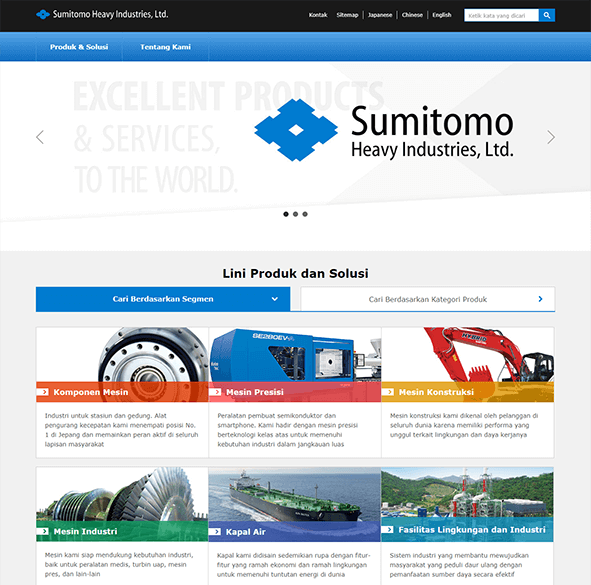 Sumitomo Heavy Industries, Ltd.
Kontak Sitemap Japanese Chinese English
Ketik kata yang dicari
Produk & Solusi Tentang Kami
EXCELLENT PRODUCTS
& SERVICES,
TO THE WORLD.
Sumitomo
Heavy Industries, Ltd.
Lini Produk dan Solusi
Cari Berdasarkan Segmen
Cari Berdasarkan Kategori Produk
Komponen Mesin
Industri untuk stasiun dan gedung. Alat
pengurang kecepatan kami menempati posisi No.
1 di Jepang dan memainkan peran aktif di seluruh
lapisan masyarakat
SE280EV
Mesin Presisi
Peralatan pembuat semikonduktor dan
smartphone. Kami hadir dengan mesin presisi
berteknologi kelas atas untuk memenuhi
kebutuhan industri dalam jangkauan luas
HYBRID
Mesin Konstruksi
Mesin konstruksi kami dikenal oleh pelanggan di
seluruh dunia karena memiliki performa yang
unggul terkait lingkungan dan daya kerjanya
Mesin Industri
Mesin kami siap mendukung kebutuhan industri,
baik untuk peralatan medis, turbin uap, mesin
pres, dan lain-lain
Kapal Air
Kapal kami didisain sedemikian rupa dengan fitur-
fitur yang ramah ekonomi dan ramah lingkungan
untuk memenuhi tuntutan energi di dunia
Fasilitas Lingkungan dan Industri
Sistem industri yang membantu mewujudkan
masyarakat yang peduli daur ulang dengan
pemanfaatan sumber daya secara efektif